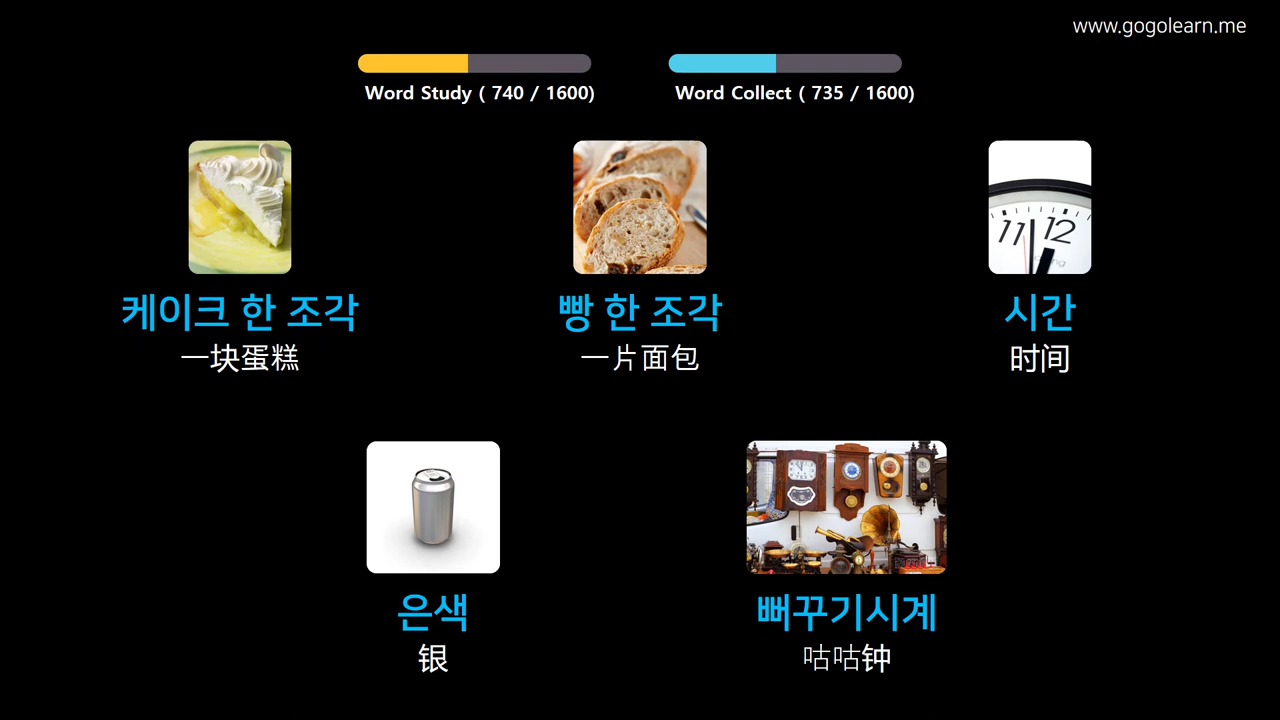 www.gogolearn.me
Word Study ( 740 / 1600)
Word Collect ( 735 / 1600)
11 12
케이크 한 조각
一块蛋糕
빵 한 조각
一片面包
시간
时间
은색
银
뻐꾸기시계
咕咕钟